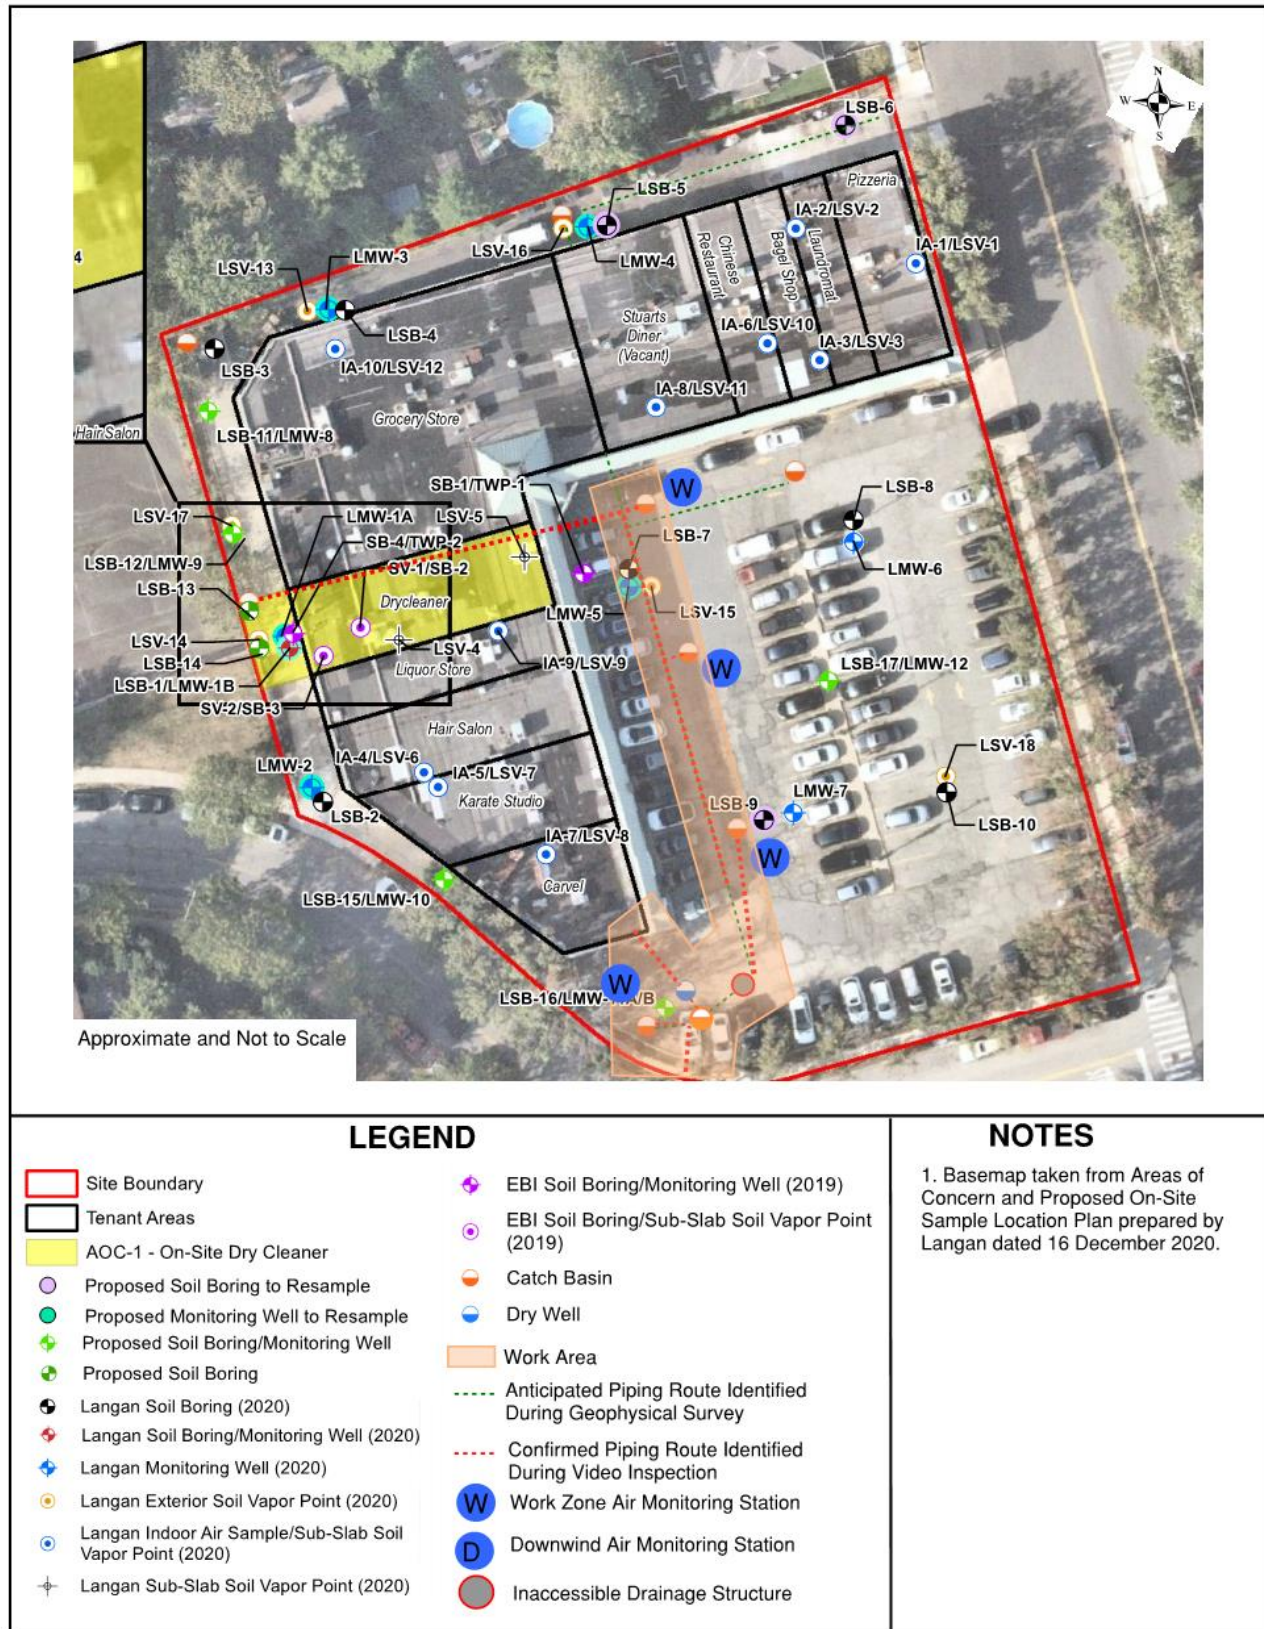 N
W
E
S
LSB-6
Pizzeria
LSB-5
IA-2/LSV-2
LSV-16
LMW-4
IA-1/LSV-1
Chinese
Restaurant
Bagel Shop
Laundromat
LMW-3
LSV-13
4
LSB-4
Stuarts
Diner
(Vacant)
IA-6/LSV-10
IA-3/LSV-3
LSB-3
IA-10/LSV-12
IA-8/LSV-11
Grocery Store
Hair Salon
LSB-11/LMW-8
SB-1/TWP-1
LSB-8
LSV-17
LMW-1A
LSV-5
SB-4/TWP-2
LSB-7
LSB-12/LMW-9
SV-1/SB-2
LMW-6
LSB-13
Drycleaner
LMW-5
LSV-15
LSV-14
LSV-4
LSB-14
IA-9/LSV-9
LSB-17/LMW-12
Liquor Store
LSB-1/LMW-1B
SV-2/SB-3
Hair Salon
LSV-18
LMW-2
IA-4/LSV-6
IA-5/LSV-7
Karate Studio
LSB-9
LMW-7
LSB-2
LSB-10
IA-7/LSV-8
Carvel
LSB-15/LMW-10
W
W
W
W
LSB-16/LMW-
A/B
Approximate and Not to Scale
LEGEND
Site Boundary
Tenant Areas
AOC-1 - On-Site Dry Cleaner
Proposed Soil Boring to Resample
Proposed Monitoring Well to Resample
Proposed Soil Boring/Monitoring Well
Proposed Soil Boring
Langan Soil Boring (2020)
Langan Soil Boring/Monitoring Well (2020)
Langan Monitoring Well (2020)
Langan Exterior Soil Vapor Point (2020)
Langan Indoor Air Sample/Sub-Slab Soil
Vapor Point (2020)
Langan Sub-Slab Soil Vapor Point (2020)
EBI Soil Boring/Monitoring Well (2019)
EBI Soil Boring/Sub-Slab Soil Vapor Point
(2019)
Catch Basin
Dry Well
Work Area
Anticipated Piping Route Identified
During Geophysical Survey
Confirmed Piping Route Identified
During Video Inspection
W Work Zone Air Monitoring Station
D Downwind Air Monitoring Station
Inaccessible Drainage Structure
NOTES
1. Basemap taken from Areas of
Concern and Proposed On-Site
Sample Location Plan prepared by
Langan dated 16 December 2020.